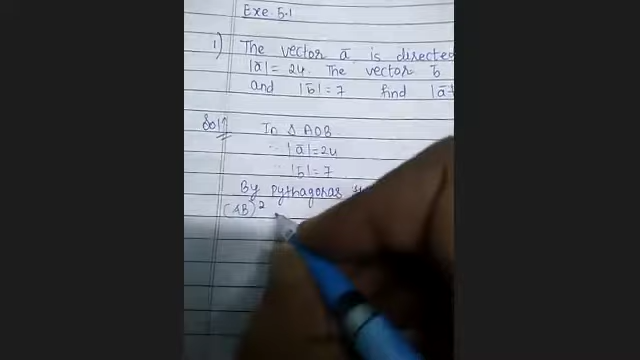 Exe. 5.1
1) The vector a̅ is directed
|a̅| = 24. The vector b̅
and |b̅| = 7 find |a̅+
Solⁿ In Δ AOB
∴ |a̅| = 24
∴ |b̅| = 7
By pythagoras
(AB)²